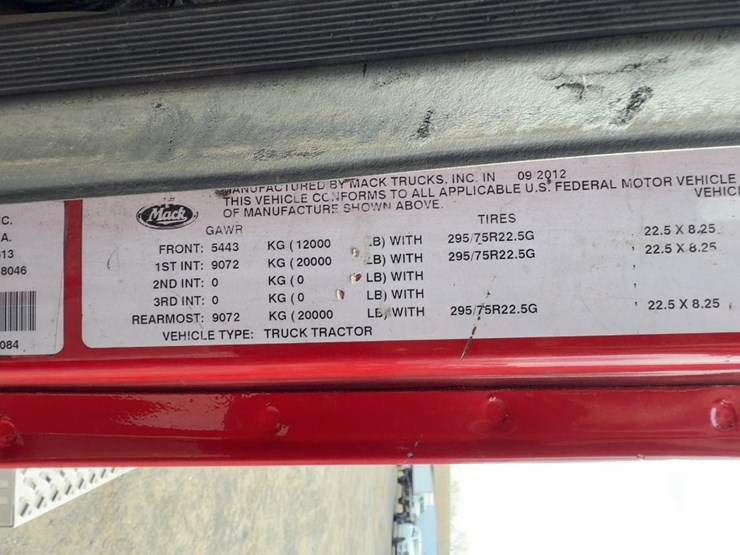 MANUFACTURED BY MACK TRUCKS, INC. IN 09 2012
THIS VEHICLE CONFORMS TO ALL APPLICABLE U.S. FEDERAL MOTOR VEHICLE
OF MANUFACTURE SHOWN ABOVE. VEHIC
Mack
GAWR TIRES
FRONT: 5443 KG (12000 LB) WITH 295/75R22.5G 22.5 X 8.25
1ST INT: 9072 KG (20000 LB) WITH 295/75R22.5G 22.5 X 8.25
2ND INT: 0 KG (0 LB) WITH
3RD INT: 0 KG (0 LB) WITH
REARMOST: 9072 KG (20000 LB) WITH 295/75R22.5G 22.5 X 8.25
VEHICLE TYPE: TRUCK TRACTOR
C.
A.
513
8046
084